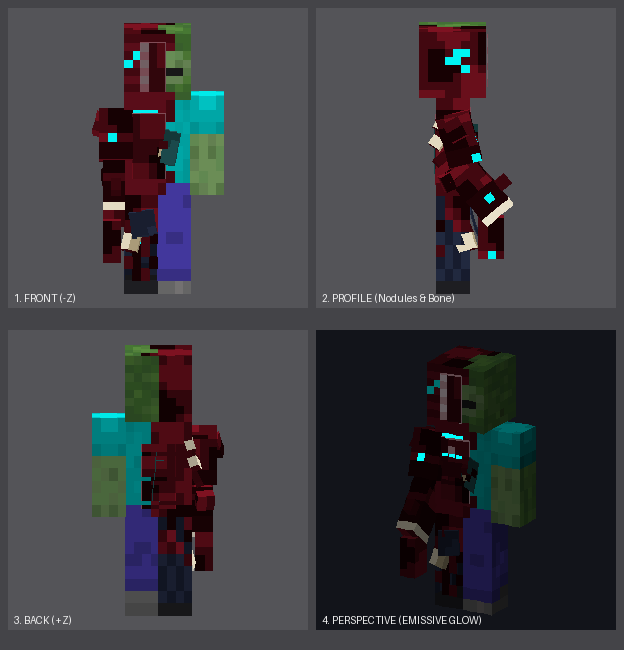 1. FRONT (-Z)
2. PROFILE (Nodules & Bone)
3. BACK (+Z)
4. PERSPECTIVE (EMISSIVE GLOW)